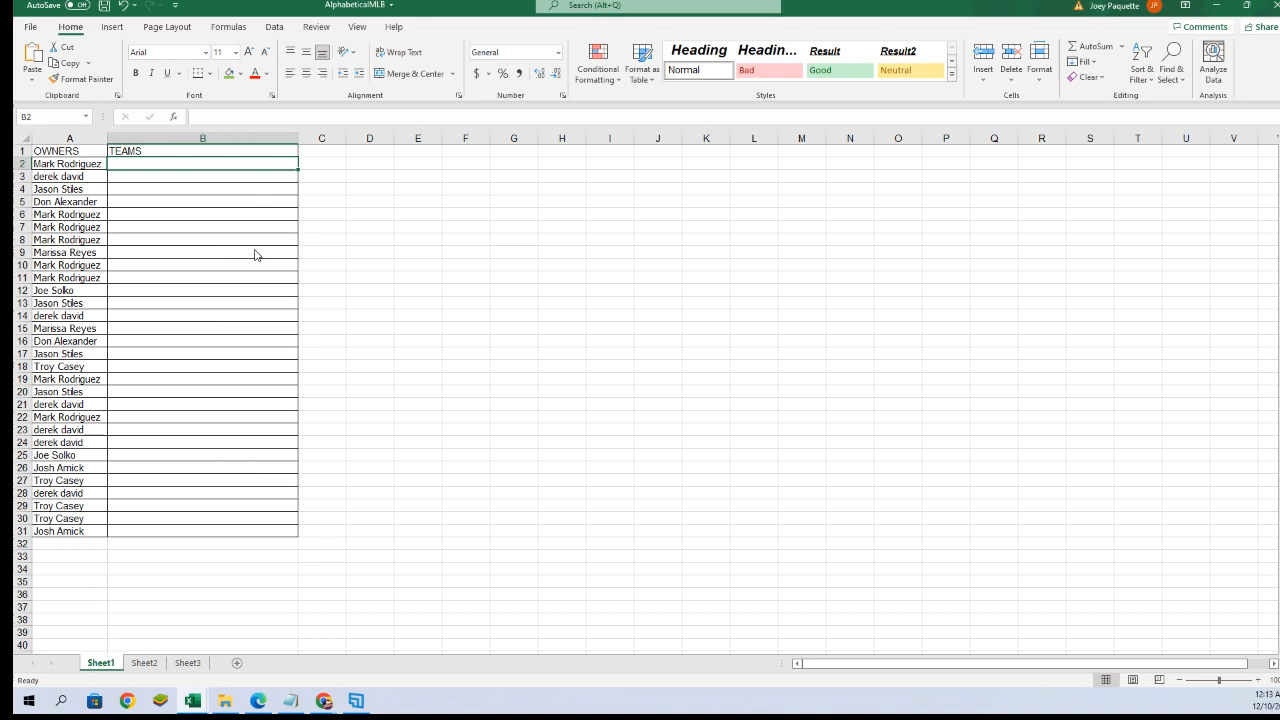 AutoSave Off AlphabeticalMLB Search (Alt+Q) Joey Paquette JP
File Home Insert Page Layout Formulas Data Review View Help Comments Share
Paste Cut Copy Format Painter Clipboard
Arial 11 B I U A Font
Wrap Text Merge & Center Alignment
General $ % , Number
Conditional Formatting Format as Table
Heading Headin... Result Result2
Normal Bad Good Neutral
Styles
Insert Delete Format Cells
AutoSum Fill Clear Sort & Filter Find & Select Editing
Analyze Data Analysis
B2 fx
A B C D E F G H I J K L M N O P Q R S T U V
1 OWNERS TEAMS
2 Mark Rodriguez
3 derek david
4 Jason Stiles
5 Don Alexander
6 Mark Rodriguez
7 Mark Rodriguez
8 Mark Rodriguez
9 Marissa Reyes
10 Mark Rodriguez
11 Mark Rodriguez
12 Joe Solko
13 Jason Stiles
14 derek david
15 Marissa Reyes
16 Don Alexander
17 Jason Stiles
18 Troy Casey
19 Mark Rodriguez
20 Jason Stiles
21 derek david
22 Mark Rodriguez
23 derek david
24 derek david
25 Joe Solko
26 Josh Amick
27 Troy Casey
28 derek david
29 Troy Casey
30 Troy Casey
31 Josh Amick
32
33
34
35
36
37
38
39
40
Sheet1 Sheet2 Sheet3
Ready 100
12:13 AM
12/10/20